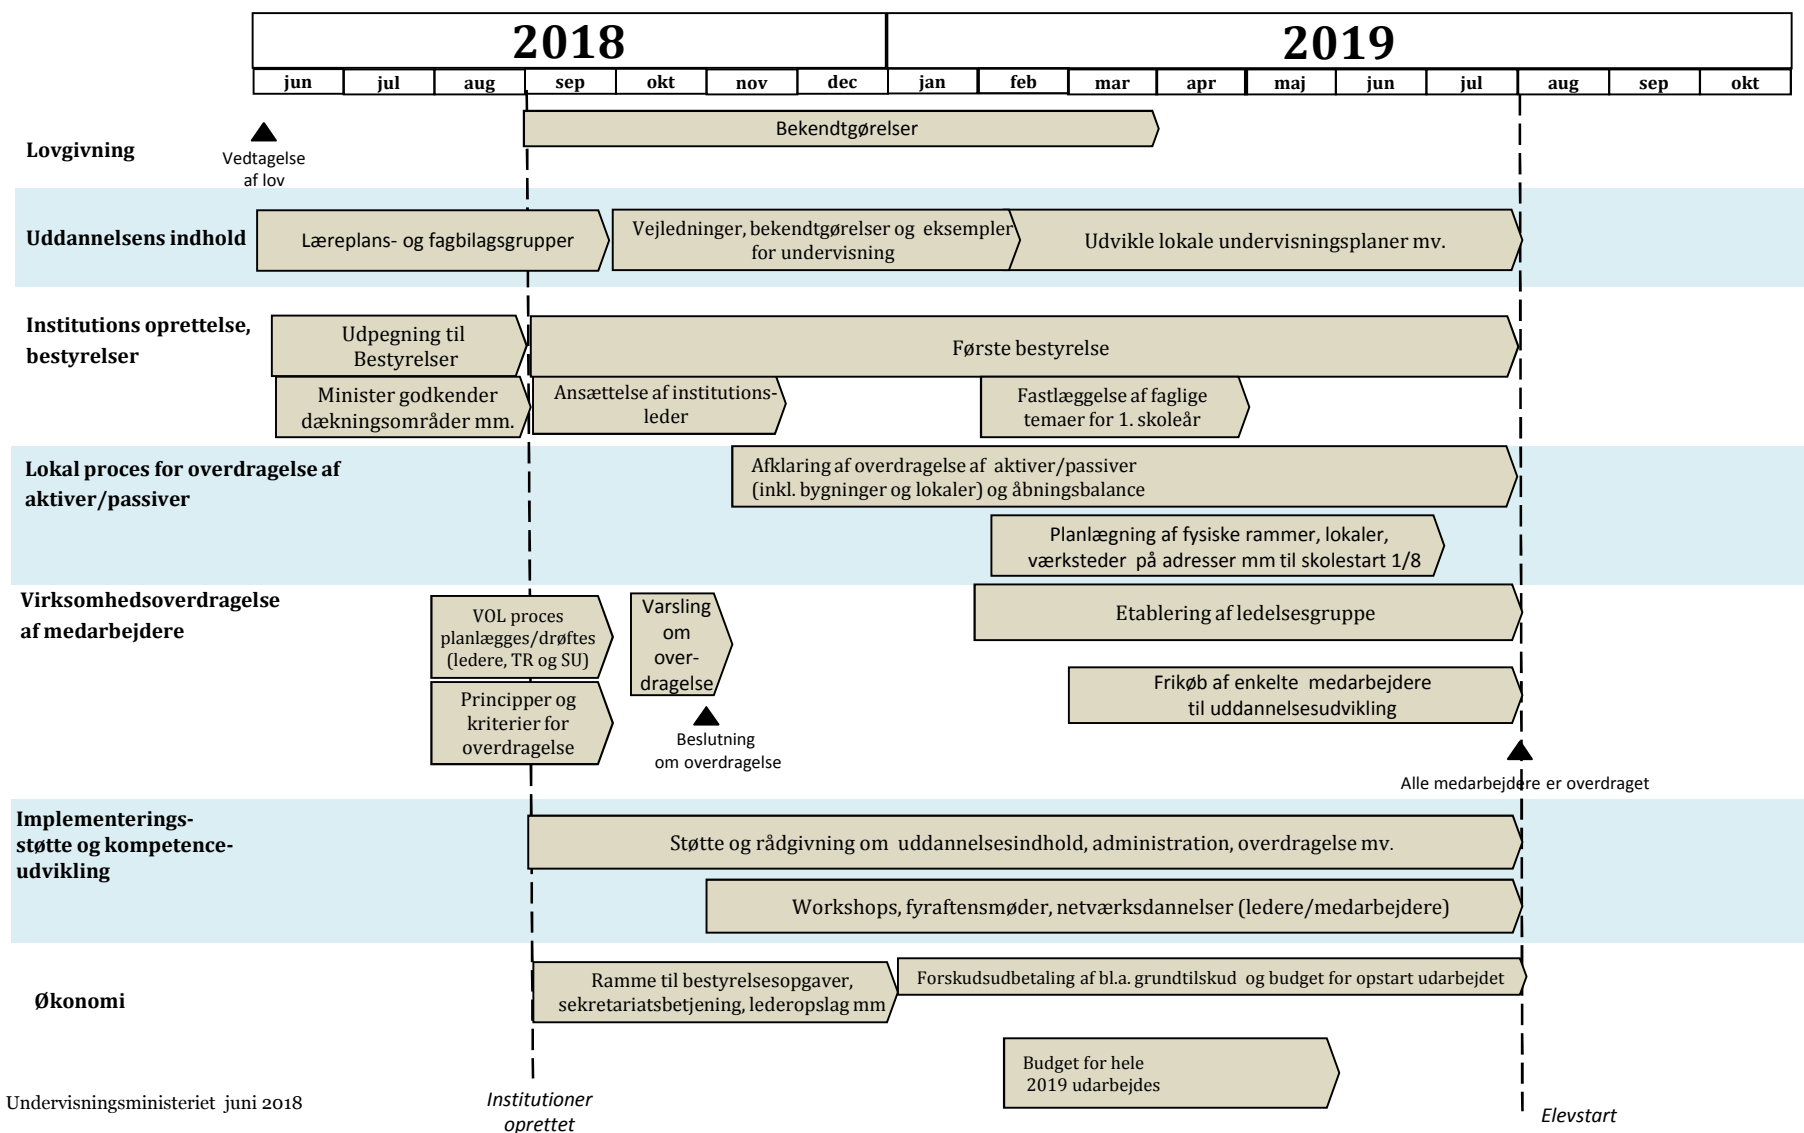 2018
2019
jun
jul
aug
sep
okt
nov
dec
jan
feb
mar
apr
maj
jun
jul
aug
sep
okt
Lovgivning
Vedtagelse
af lov
Bekendtgørelser
Uddannelsens indhold
Læreplans- og fagbilagsgrupper
Vejledninger, bekendtgørelser og eksempler
for undervisning
Udvikle lokale undervisningsplaner mv.
Institutions oprettelse,
bestyrelser
Udpegning til
Bestyrelser
Første bestyrelse
Minister godkender
dækningsområder mm.
Ansættelse af institutions-
leder
Fastlæggelse af faglige
temaer for 1. skoleår
Lokal proces for overdragelse af
aktiver/passiver
Afklaring af overdragelse af aktiver/passiver
(inkl. bygninger og lokaler) og åbningsbalance
Planlægning af fysiske rammer, lokaler,
værksteder på adresser mm til skolestart 1/8
Virksomhedsoverdragelse
af medarbejdere
VOL proces
planlægges/drøftes
(ledere, TR og SU)
Varsling
om
over-
dragelse
Etablering af ledelsesgruppe
Principper og
kriterier for
overdragelse
Frikøb af enkelte medarbejdere
til uddannelsesudvikling
Beslutning
om overdragelse
Alle medarbejdere er overdraget
Implementerings-
støtte og kompetence-
udvikling
Støtte og rådgivning om uddannelsesindhold, administration, overdragelse mv.
Workshops, fyraftensmøder, netværksdannelser (ledere/medarbejdere)
Økonomi
Ramme til bestyrelsesopgaver,
sekretariatsbetjening, lederopslag mm
Forskudsudbetaling af bl.a. grundtilskud og budget for opstart udarbejdet
Budget for hele
2019 udarbejdes
Undervisningsministeriet juni 2018
Institutioner
oprettet
Elevstart